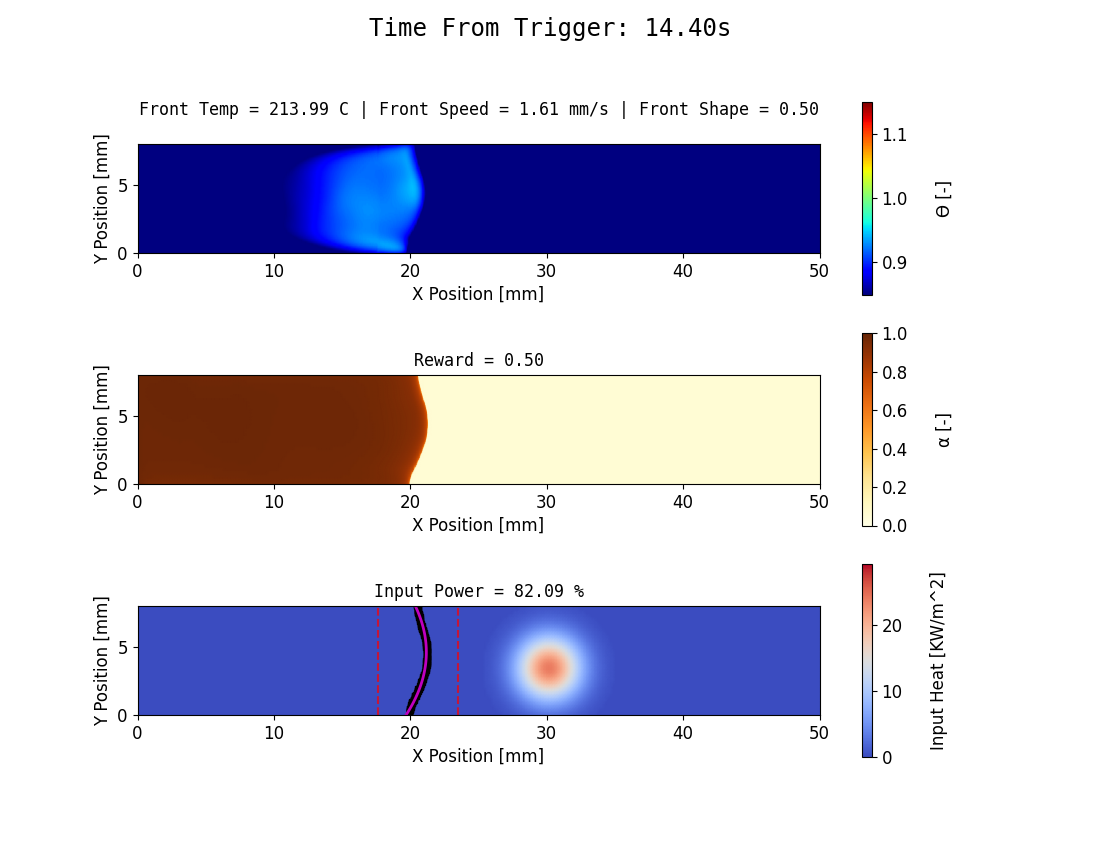 Time From Trigger: 14.40s
Front Temp = 213.99 C | Front Speed = 1.61 mm/s | Front Shape = 0.50
Y Position [mm]
5
0
0 10 20 30 40 50
X Position [mm]
1.1
1.0
0.9
ϴ [-]
Reward = 0.50
Y Position [mm]
5
0
0 10 20 30 40 50
X Position [mm]
1.0
0.8
0.6
0.4
0.2
0.0
α [-]
Input Power = 82.09 %
Y Position [mm]
5
0
0 10 20 30 40 50
X Position [mm]
20
10
0
Input Heat [KW/m^2]